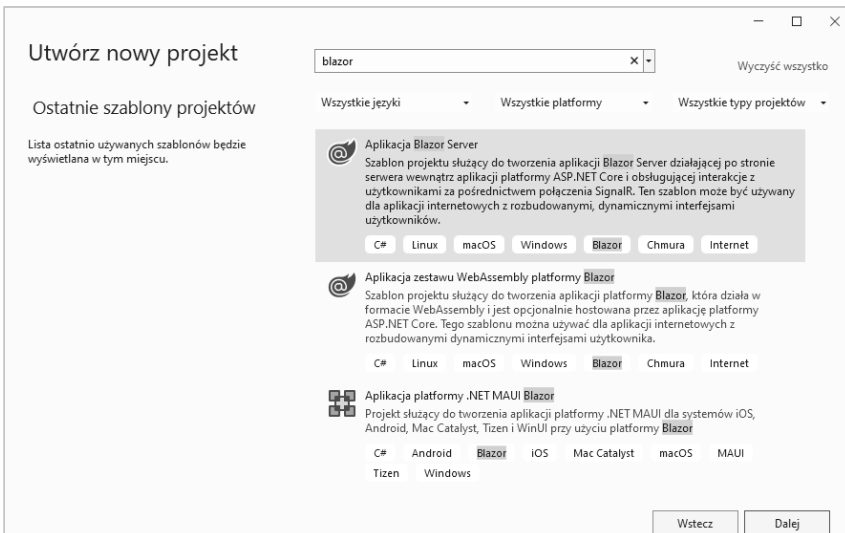 Utwórz nowy projekt
blazor
Wyczyść wszystko
Ostatnie szablony projektów
Lista ostatnio używanych szablonów będzie
wyświetlana w tym miejscu.
Wszystkie języki
Wszystkie platformy
Wszystkie typy projektów
Aplikacja Blazor Server
Szablon projektu służący do tworzenia aplikacji Blazor Server działającej po stronie
serwera wewnątrz aplikacji platformy ASP.NET Core i obsługującej interakcje z
użytkownikami za pośrednictwem połączenia SignalR. Ten szablon może być używany
dla aplikacji internetowych z rozbudowanymi, dynamicznymi interfejsami
użytkowników.
C# Linux macOS Windows Blazor Chmura Internet
Aplikacja zestawu WebAssembly platformy Blazor
Szablon projektu służący do tworzenia aplikacji platformy Blazor, która działa w
formacie WebAssembly i jest opcjonalnie hostowana przez aplikację platformy
ASP.NET Core. Tego szablonu można używać dla aplikacji internetowych z
rozbudowanymi dynamicznymi interfejsami użytkownika.
C# Linux macOS Windows Blazor Chmura Internet
Aplikacja platformy .NET MAUI Blazor
Projekt służący do tworzenia aplikacji platformy .NET MAUI dla systemów iOS,
Android, Mac Catalyst, Tizen i WinUI przy użyciu platformy Blazor
C# Android Blazor iOS Mac Catalyst macOS MAUI
Tizen Windows
Wstecz
Dalej